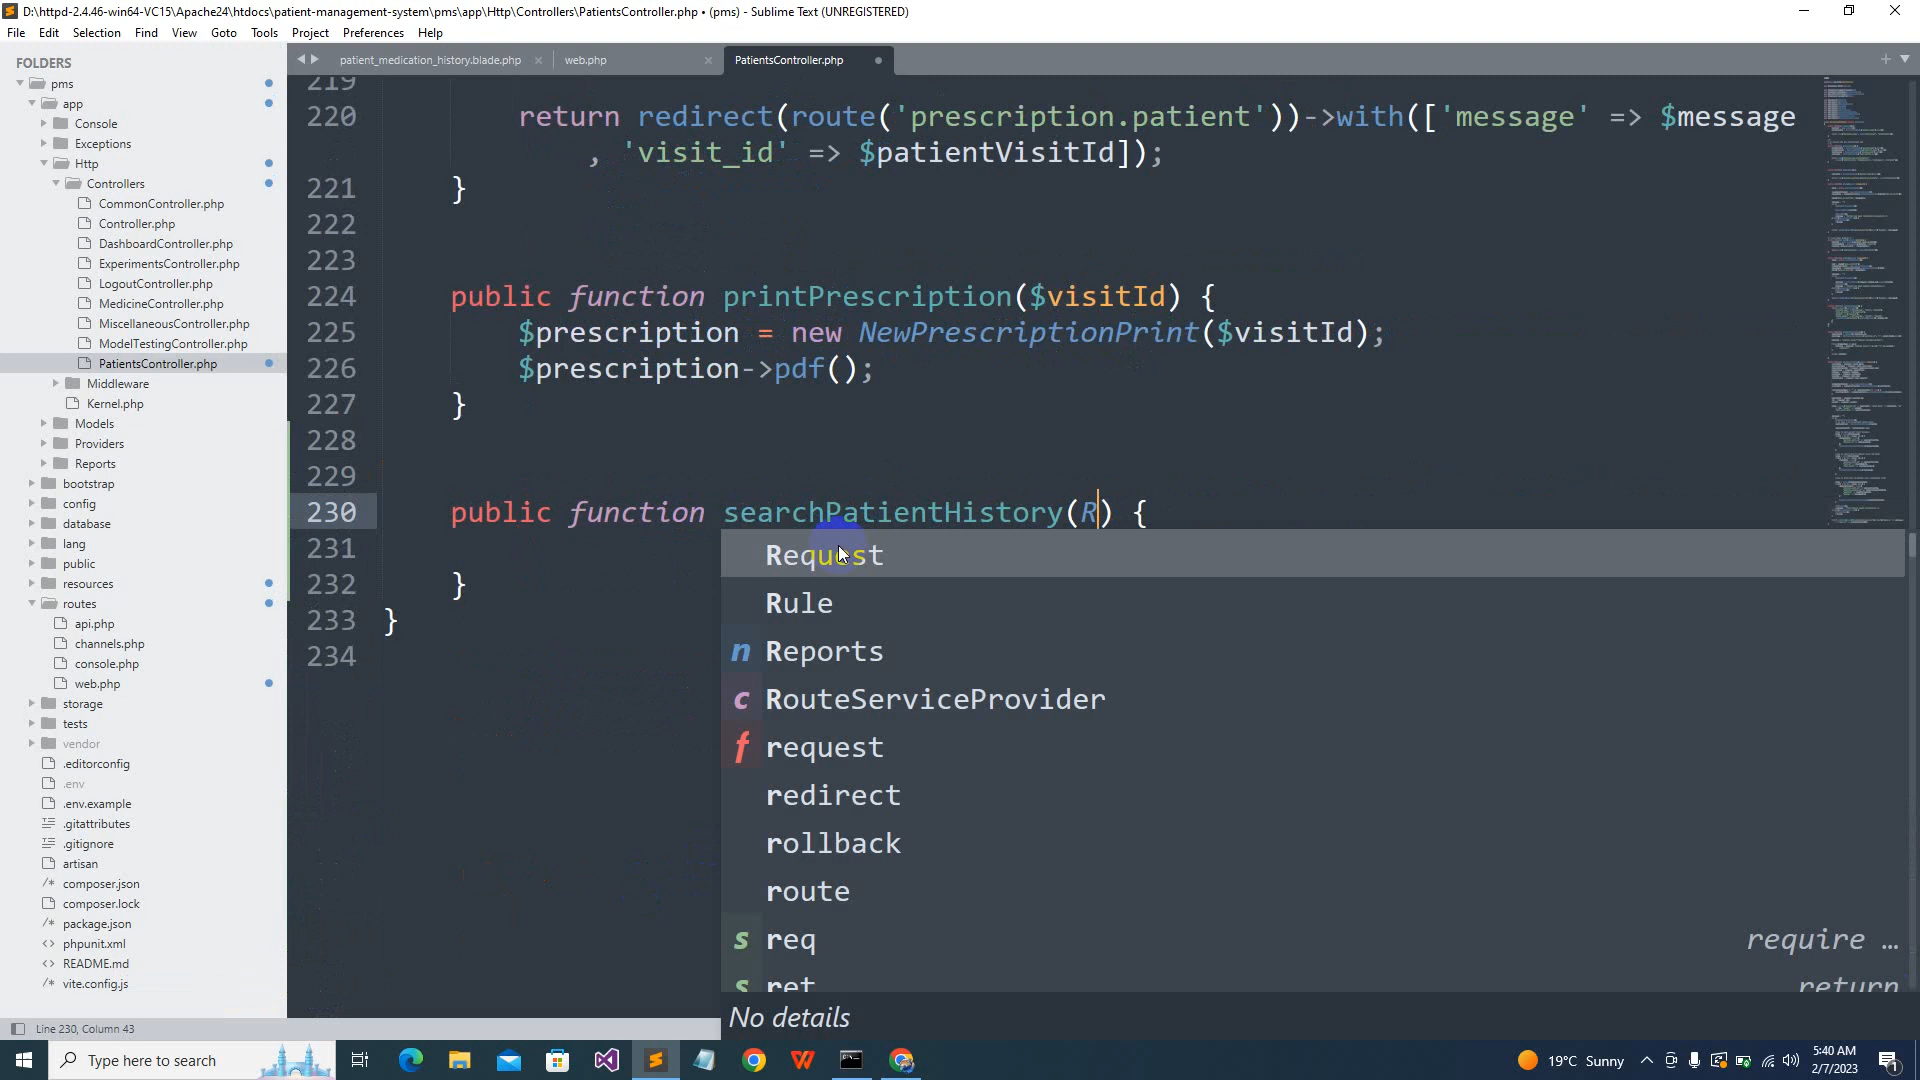 D:\httpd-2.4.46-win64-VC15\Apache24\htdocs\patient-management-system\pms\app\Http\Controllers\PatientsController.php • (pms) - Sublime Text (UNREGISTERED)
File Edit Selection Find View Goto Tools Project Preferences Help
FOLDERS
pms
app
Console
Exceptions
Http
Controllers
CommonController.php
Controller.php
DashboardController.php
ExperimentsController.php
LogoutController.php
MedicineController.php
MiscellaneousController.php
ModelTestingController.php
PatientsController.php
Middleware
Kernel.php
Models
Providers
Reports
bootstrap
config
database
lang
public
resources
routes
api.php
channels.php
console.php
web.php
storage
tests
vendor
.editorconfig
.env
.env.example
.gitattributes
.gitignore
artisan
composer.json
composer.lock
package.json
phpunit.xml
README.md
vite.config.js
patient_medication_history.blade.php web.php PatientsController.php
219
220 return redirect(route('prescription.patient'))->with(['message' => $message
, 'visit_id' => $patientVisitId]);
221 }
222
223
224 public function printPrescription($visitId) {
225 $prescription = new NewPrescriptionPrint($visitId);
226 $prescription->pdf();
227 }
228
229
230 public function searchPatientHistory(R) {
231
232 }
233 }
234
Request
Rule
n Reports
c RouteServiceProvider
f request
redirect
rollback
route
s req require …
s ret return
No details
Line 230, Column 43
Type here to search
19°C Sunny
5:40 AM
2/7/2023
1